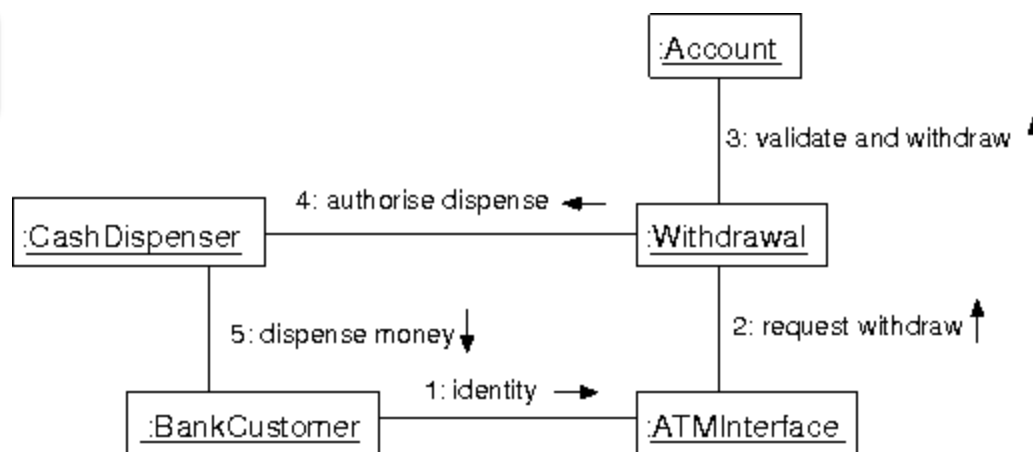 :Account
3: validate and withdraw
4: authorise dispense
:CashDispenser
:Withdrawal
5: dispense money
2: request withdraw
1: identity
:BankCustomer
:ATMInterface